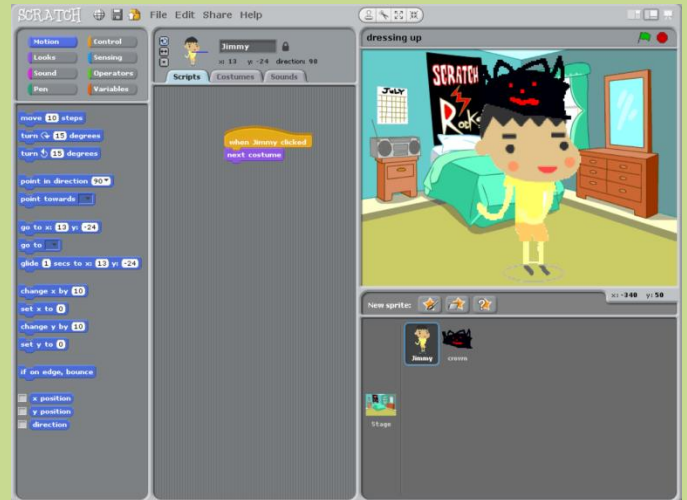 SCRATCH File Edit Share Help
Motion Control
Looks Sensing
Sound Operators
Pen Variables
move 10 steps
turn 15 degrees
turn 15 degrees
point in direction 90
point towards
go to x: 13 y: -24
go to
glide 1 secs to x: 13 y: -24
change x by 10
set x to 0
change y by 10
set y to 0
if on edge, bounce
x position
y position
direction
Jimmy
x: 13 y: -24 direction: 90
Scripts Costumes Sounds
when Jimmy clicked
next costume
dressing up
JULY
SCRATCH
Rocks
x: -340 y: 50
New sprite:
Jimmy
crown
Stage